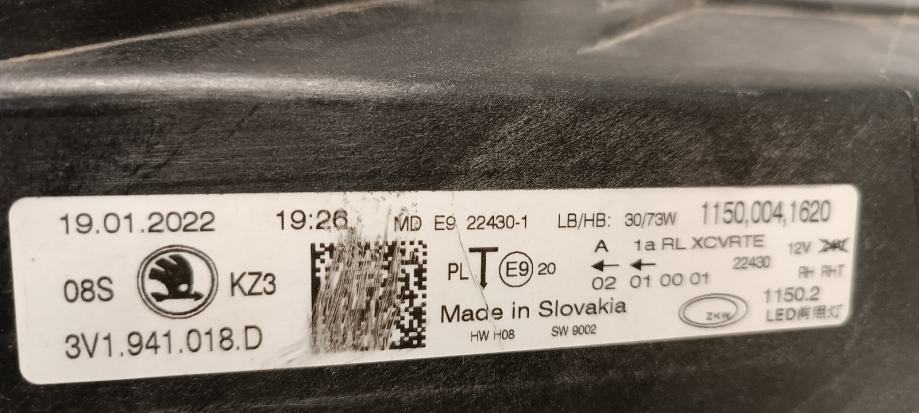 19.01.2022 19:26 MD E9 22430-1 LB/HB: 30/73W 1150,004,1620
A 1a RL XCVRTE 12V 24V
08S KZ3 PL E9 20 02 01 00 01 22430 RH RHT
Made in Slovakia ZKW 1150.2
3V1.941.018.D HW H08 SW 9002 LED前照灯